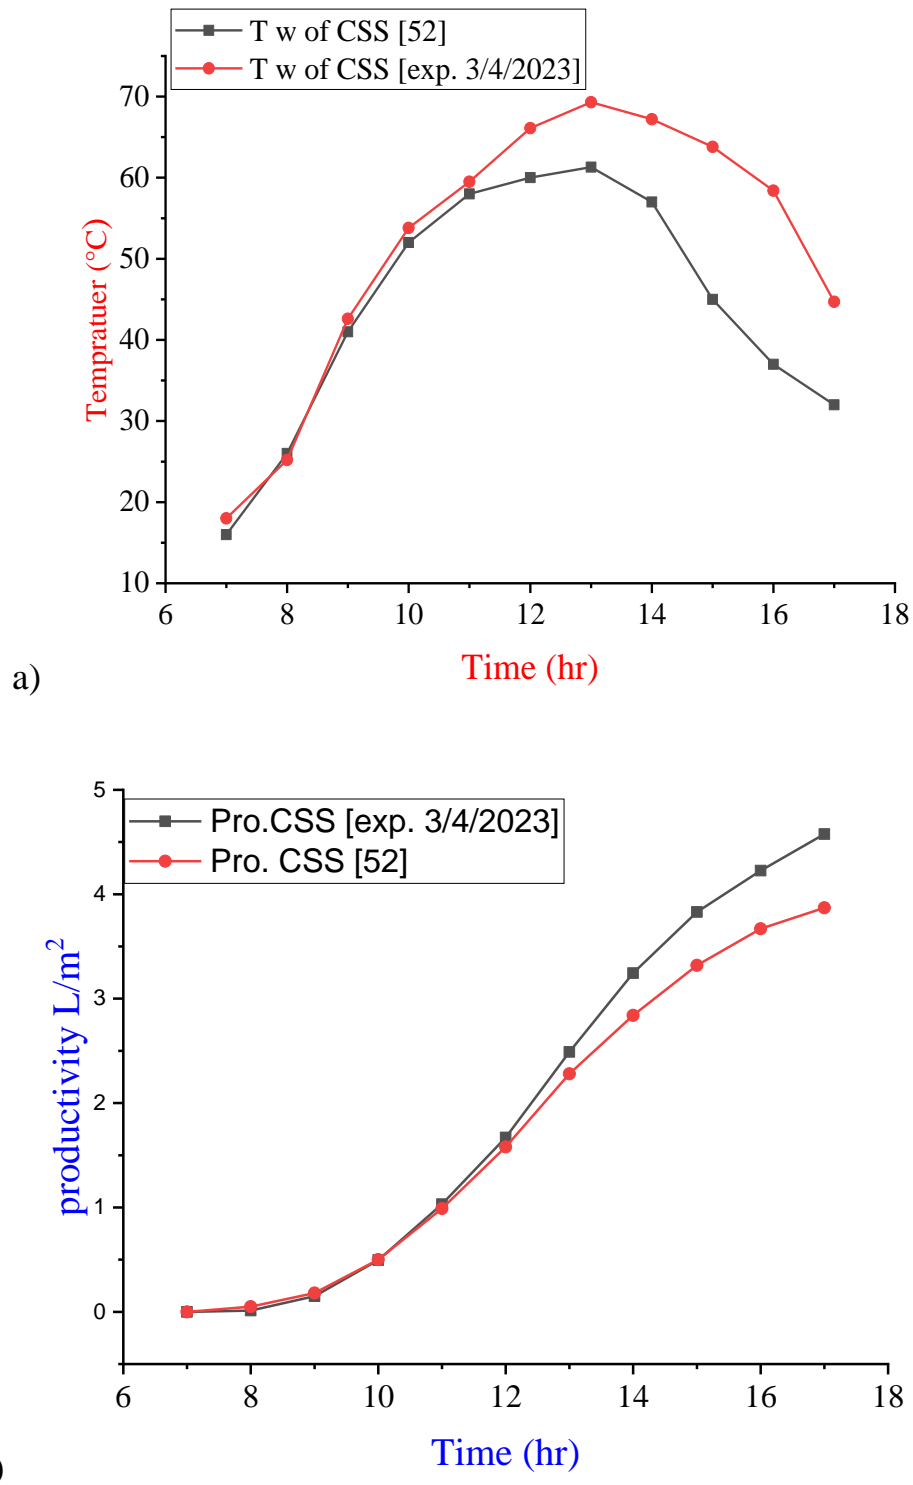 T w of CSS [52]
T w of CSS [exp. 3/4/2023]
70
60
50
40
30
20
10
Tempratuer (°C)
6 8 10 12 14 16 18
Time (hr)
a)
5
4
3
2
1
0
Pro.CSS [exp. 3/4/2023]
Pro. CSS [52]
productivity L/m²
6 8 10 12 14 16 18
Time (hr)
)